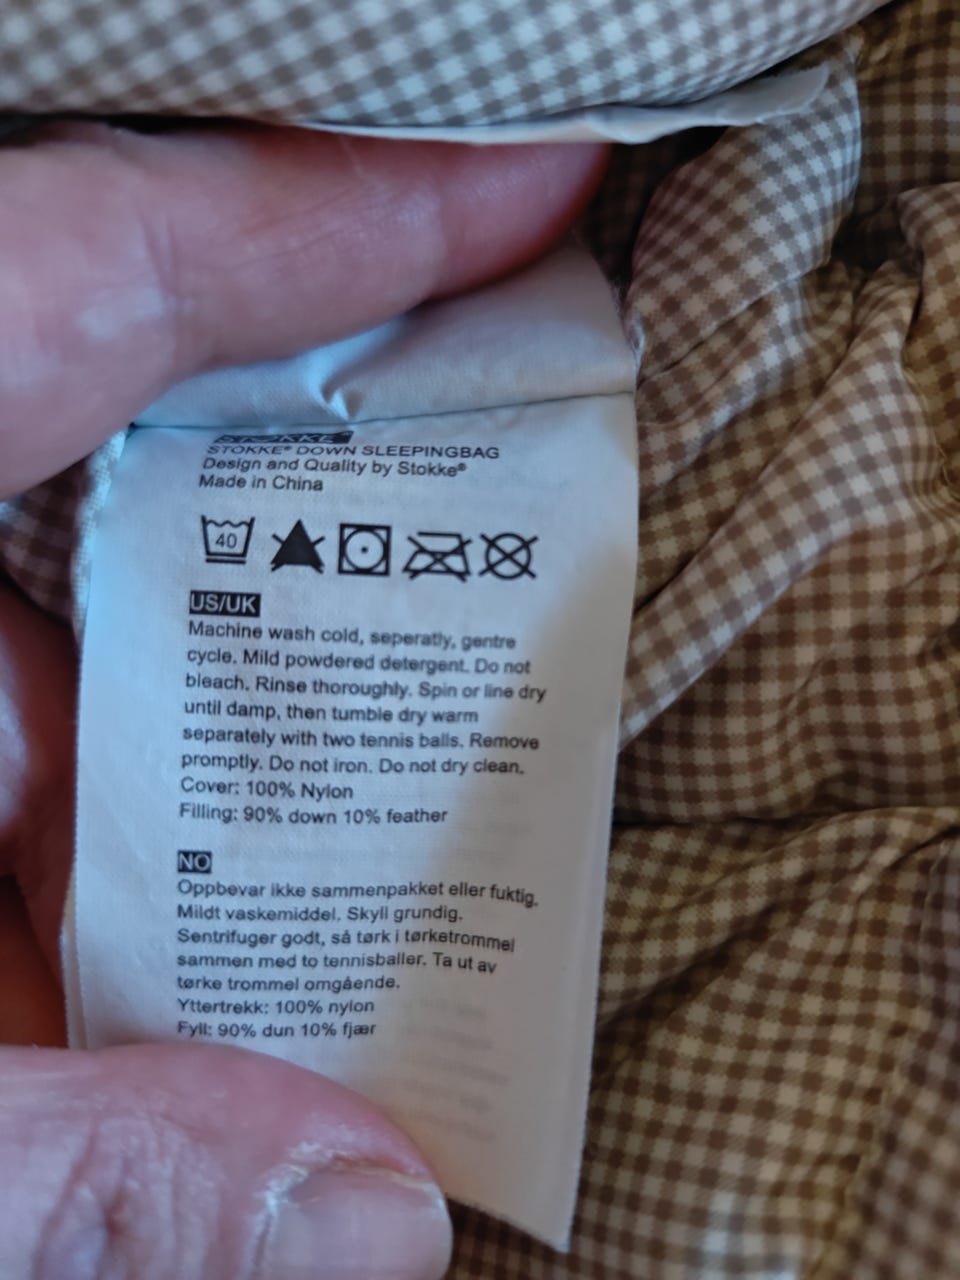 STOKKE®
STOKKE® DOWN SLEEPINGBAG
Design and Quality by Stokke®
Made in China
40
US/UK
Machine wash cold, seperatly, gentre
cycle. Mild powdered detergent. Do not
bleach. Rinse thoroughly. Spin or line dry
until damp, then tumble dry warm
separately with two tennis balls. Remove
promptly. Do not iron. Do not dry clean.
Cover: 100% Nylon
Filling: 90% down 10% feather
NO
Oppbevar ikke sammenpakket eller fuktig.
Mildt vaskemiddel. Skyll grundig.
Sentrifuger godt, så tørk i tørketrommel
sammen med to tennisballer. Ta ut av
tørke trommel omgående.
Yttertrekk: 100% nylon
Fyll: 90% dun 10% fjær